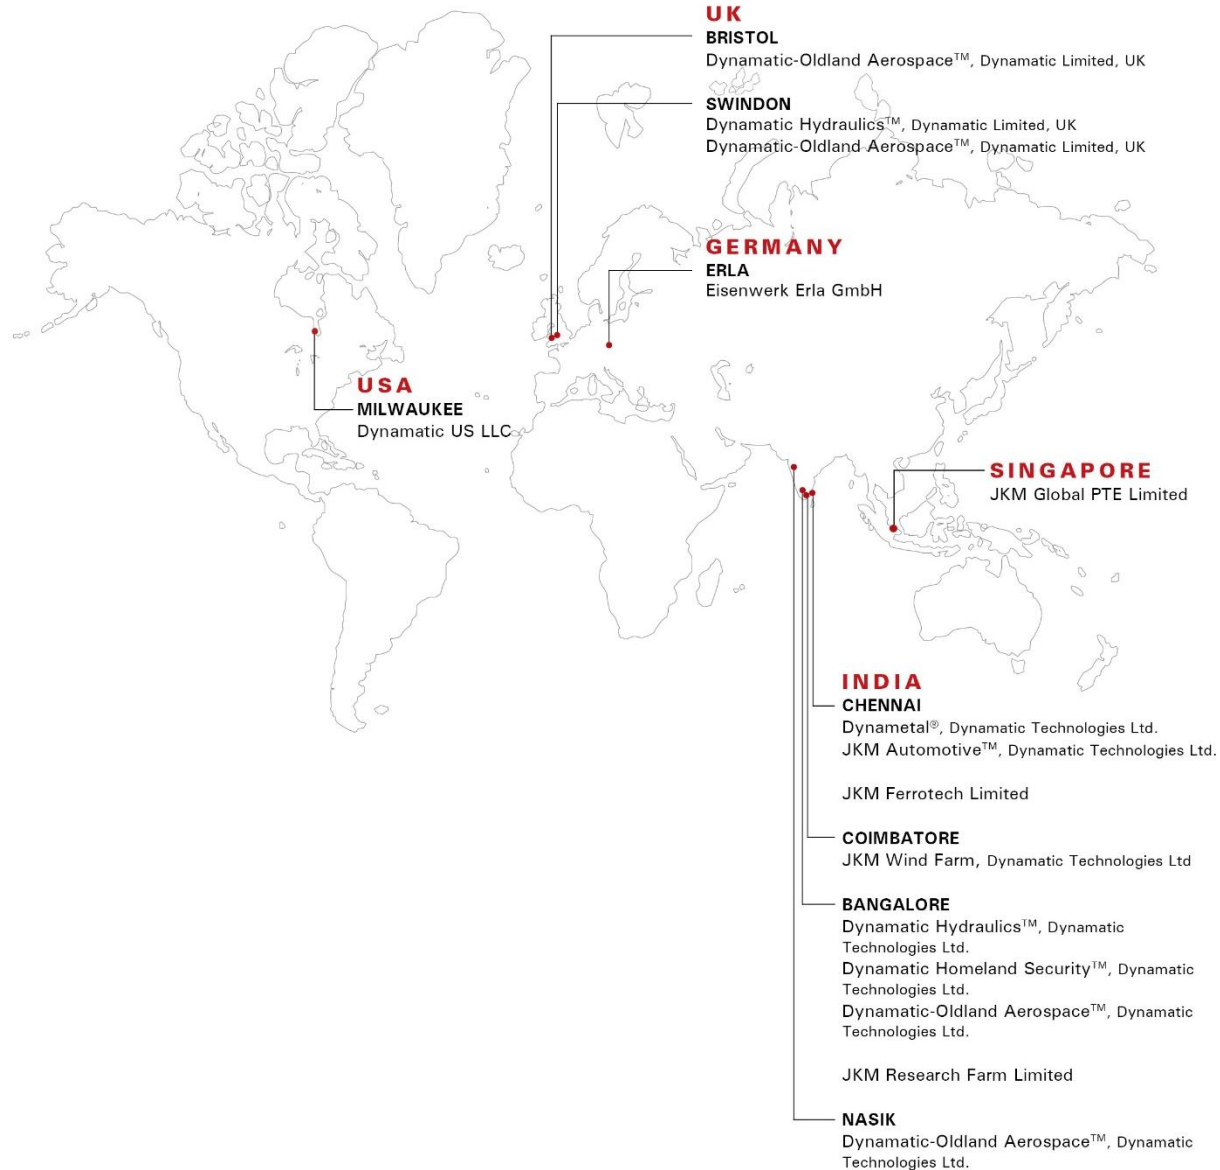 UK
BRISTOL
Dynamatic-Oldland Aerospace™, Dynamatic Limited, UK
SWINDON
Dynamatic Hydraulics™, Dynamatic Limited, UK
Dynamatic-Oldland Aerospace™, Dynamatic Limited, UK
GERMANY
ERLA
Eisenwerk Erla GmbH
USA
MILWAUKEE
Dynamatic US LLC
SINGAPORE
JKM Global PTE Limited
INDIA
CHENNAI
Dynametal®, Dynamatic Technologies Ltd.
JKM Automotive™, Dynamatic Technologies Ltd.
JKM Ferrotech Limited
COIMBATORE
JKM Wind Farm, Dynamatic Technologies Ltd
BANGALORE
Dynamatic Hydraulics™, Dynamatic
Technologies Ltd.
Dynamatic Homeland Security™, Dynamatic
Technologies Ltd.
Dynamatic-Oldland Aerospace™, Dynamatic
Technologies Ltd.
JKM Research Farm Limited
NASIK
Dynamatic-Oldland Aerospace™, Dynamatic
Technologies Ltd.